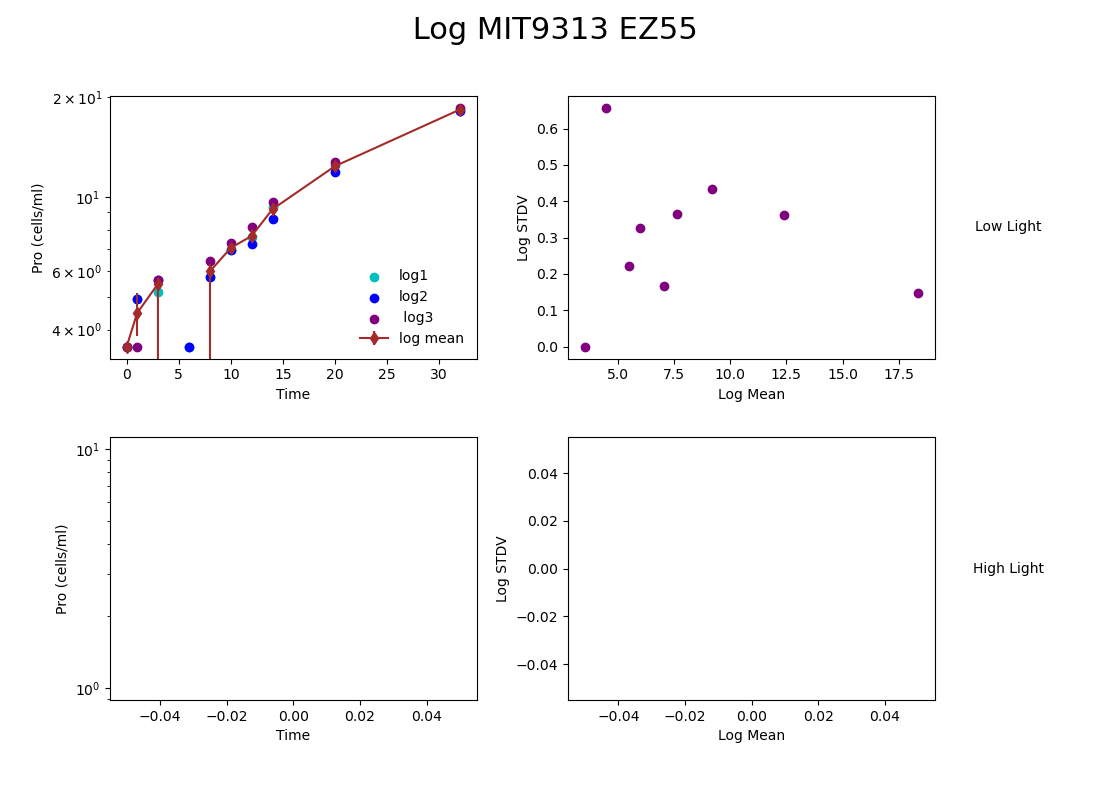 Log MIT9313 EZ55
2 × 10¹
10¹
6 × 10⁰
4 × 10⁰
Pro (cells/ml)
0 5 10 15 20 25 30
Time
log1
log2
log3
log mean
0.6
0.5
0.4
0.3
0.2
0.1
0.0
Log STDV
5.0 7.5 10.0 12.5 15.0 17.5
Log Mean
Low Light
10¹
10⁰
Pro (cells/ml)
−0.04 −0.02 0.00 0.02 0.04
Time
0.04
0.02
0.00
−0.02
−0.04
Log STDV
−0.04 −0.02 0.00 0.02 0.04
Log Mean
High Light